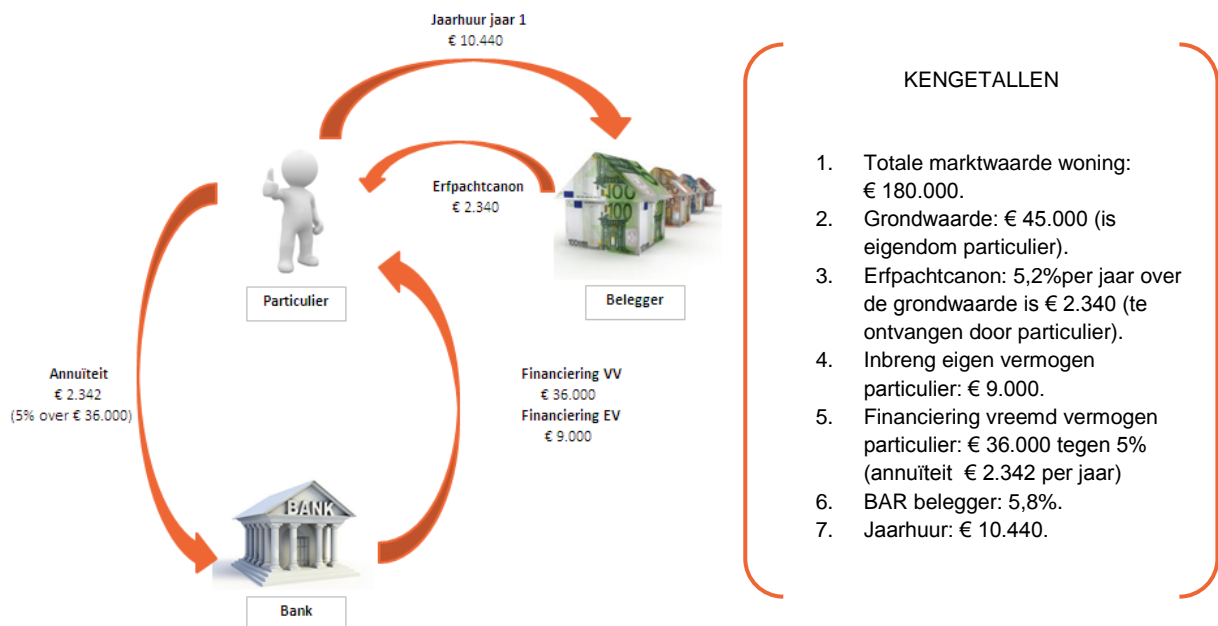 Jaarhuur jaar 1
€ 10.440
Erfpachtcanon
€ 2.340
100
100
Particulier
Belegger
Annuïteit
€ 2.342
(5% over € 36.000)
Financiering VV
€ 36.000
Financiering EV
€ 9.000
BANK
Bank
KENGETALLEN
1. Totale marktwaarde woning:
€ 180.000.
2. Grondwaarde: € 45.000 (is
eigendom particulier).
3. Erfpachtcanon: 5,2%per jaar over
de grondwaarde is € 2.340 (te
ontvangen door particulier).
4. Inbreng eigen vermogen
particulier: € 9.000.
5. Financiering vreemd vermogen
particulier: € 36.000 tegen 5%
(annuïteit € 2.342 per jaar)
6. BAR belegger: 5,8%.
7. Jaarhuur: € 10.440.